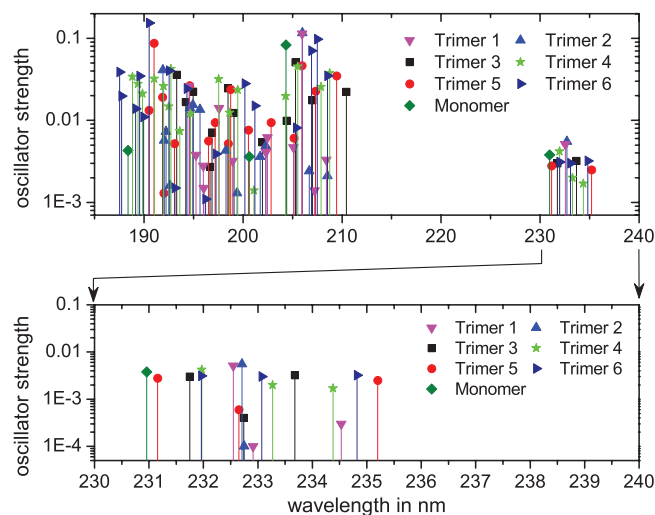 0.1
0.01
1E-3
oscillator strength
Trimer 1 Trimer 2
Trimer 3 Trimer 4
Trimer 5 Trimer 6
Monomer
190 200 210 220 230 240
0.1
0.01
1E-3
1E-4
oscillator strength
Trimer 1 Trimer 2
Trimer 3 Trimer 4
Trimer 5 Trimer 6
Monomer
230 231 232 233 234 235 236 237 238 239 240
wavelength in nm